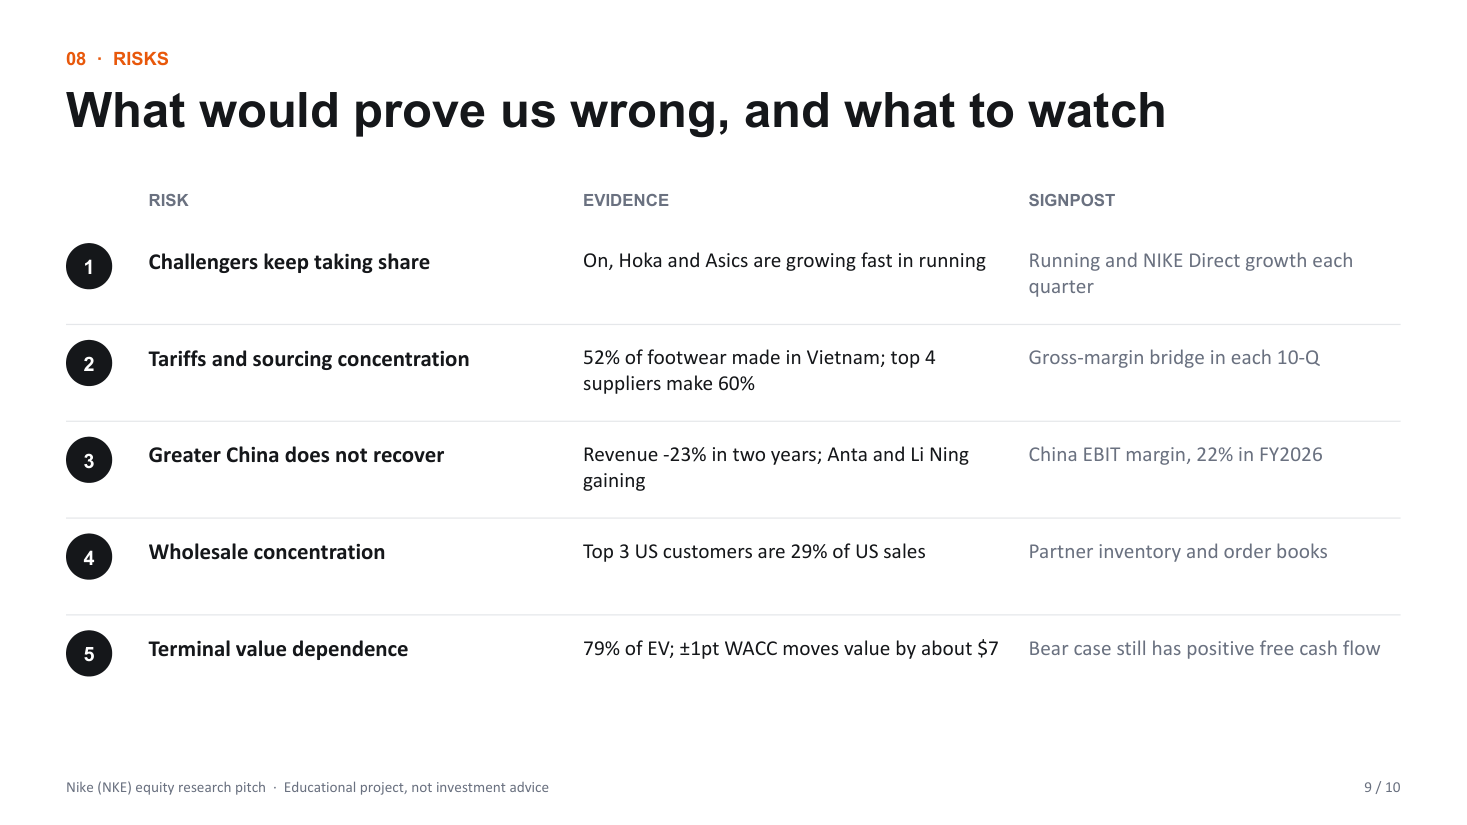 08 · RISKS
What would prove us wrong, and what to watch
RISK EVIDENCE SIGNPOST
1 Challengers keep taking share On, Hoka and Asics are growing fast in running Running and NIKE Direct growth each
quarter
2 Tariffs and sourcing concentration 52% of footwear made in Vietnam; top 4 Gross-margin bridge in each 10-Q
suppliers make 60%
3 Greater China does not recover Revenue -23% in two years; Anta and Li Ning China EBIT margin, 22% in FY2026
gaining
4 Wholesale concentration Top 3 US customers are 29% of US sales Partner inventory and order books
5 Terminal value dependence 79% of EV; ±1pt WACC moves value by about $7 Bear case still has positive free cash flow
Nike (NKE) equity research pitch · Educational project, not investment advice 9 / 10